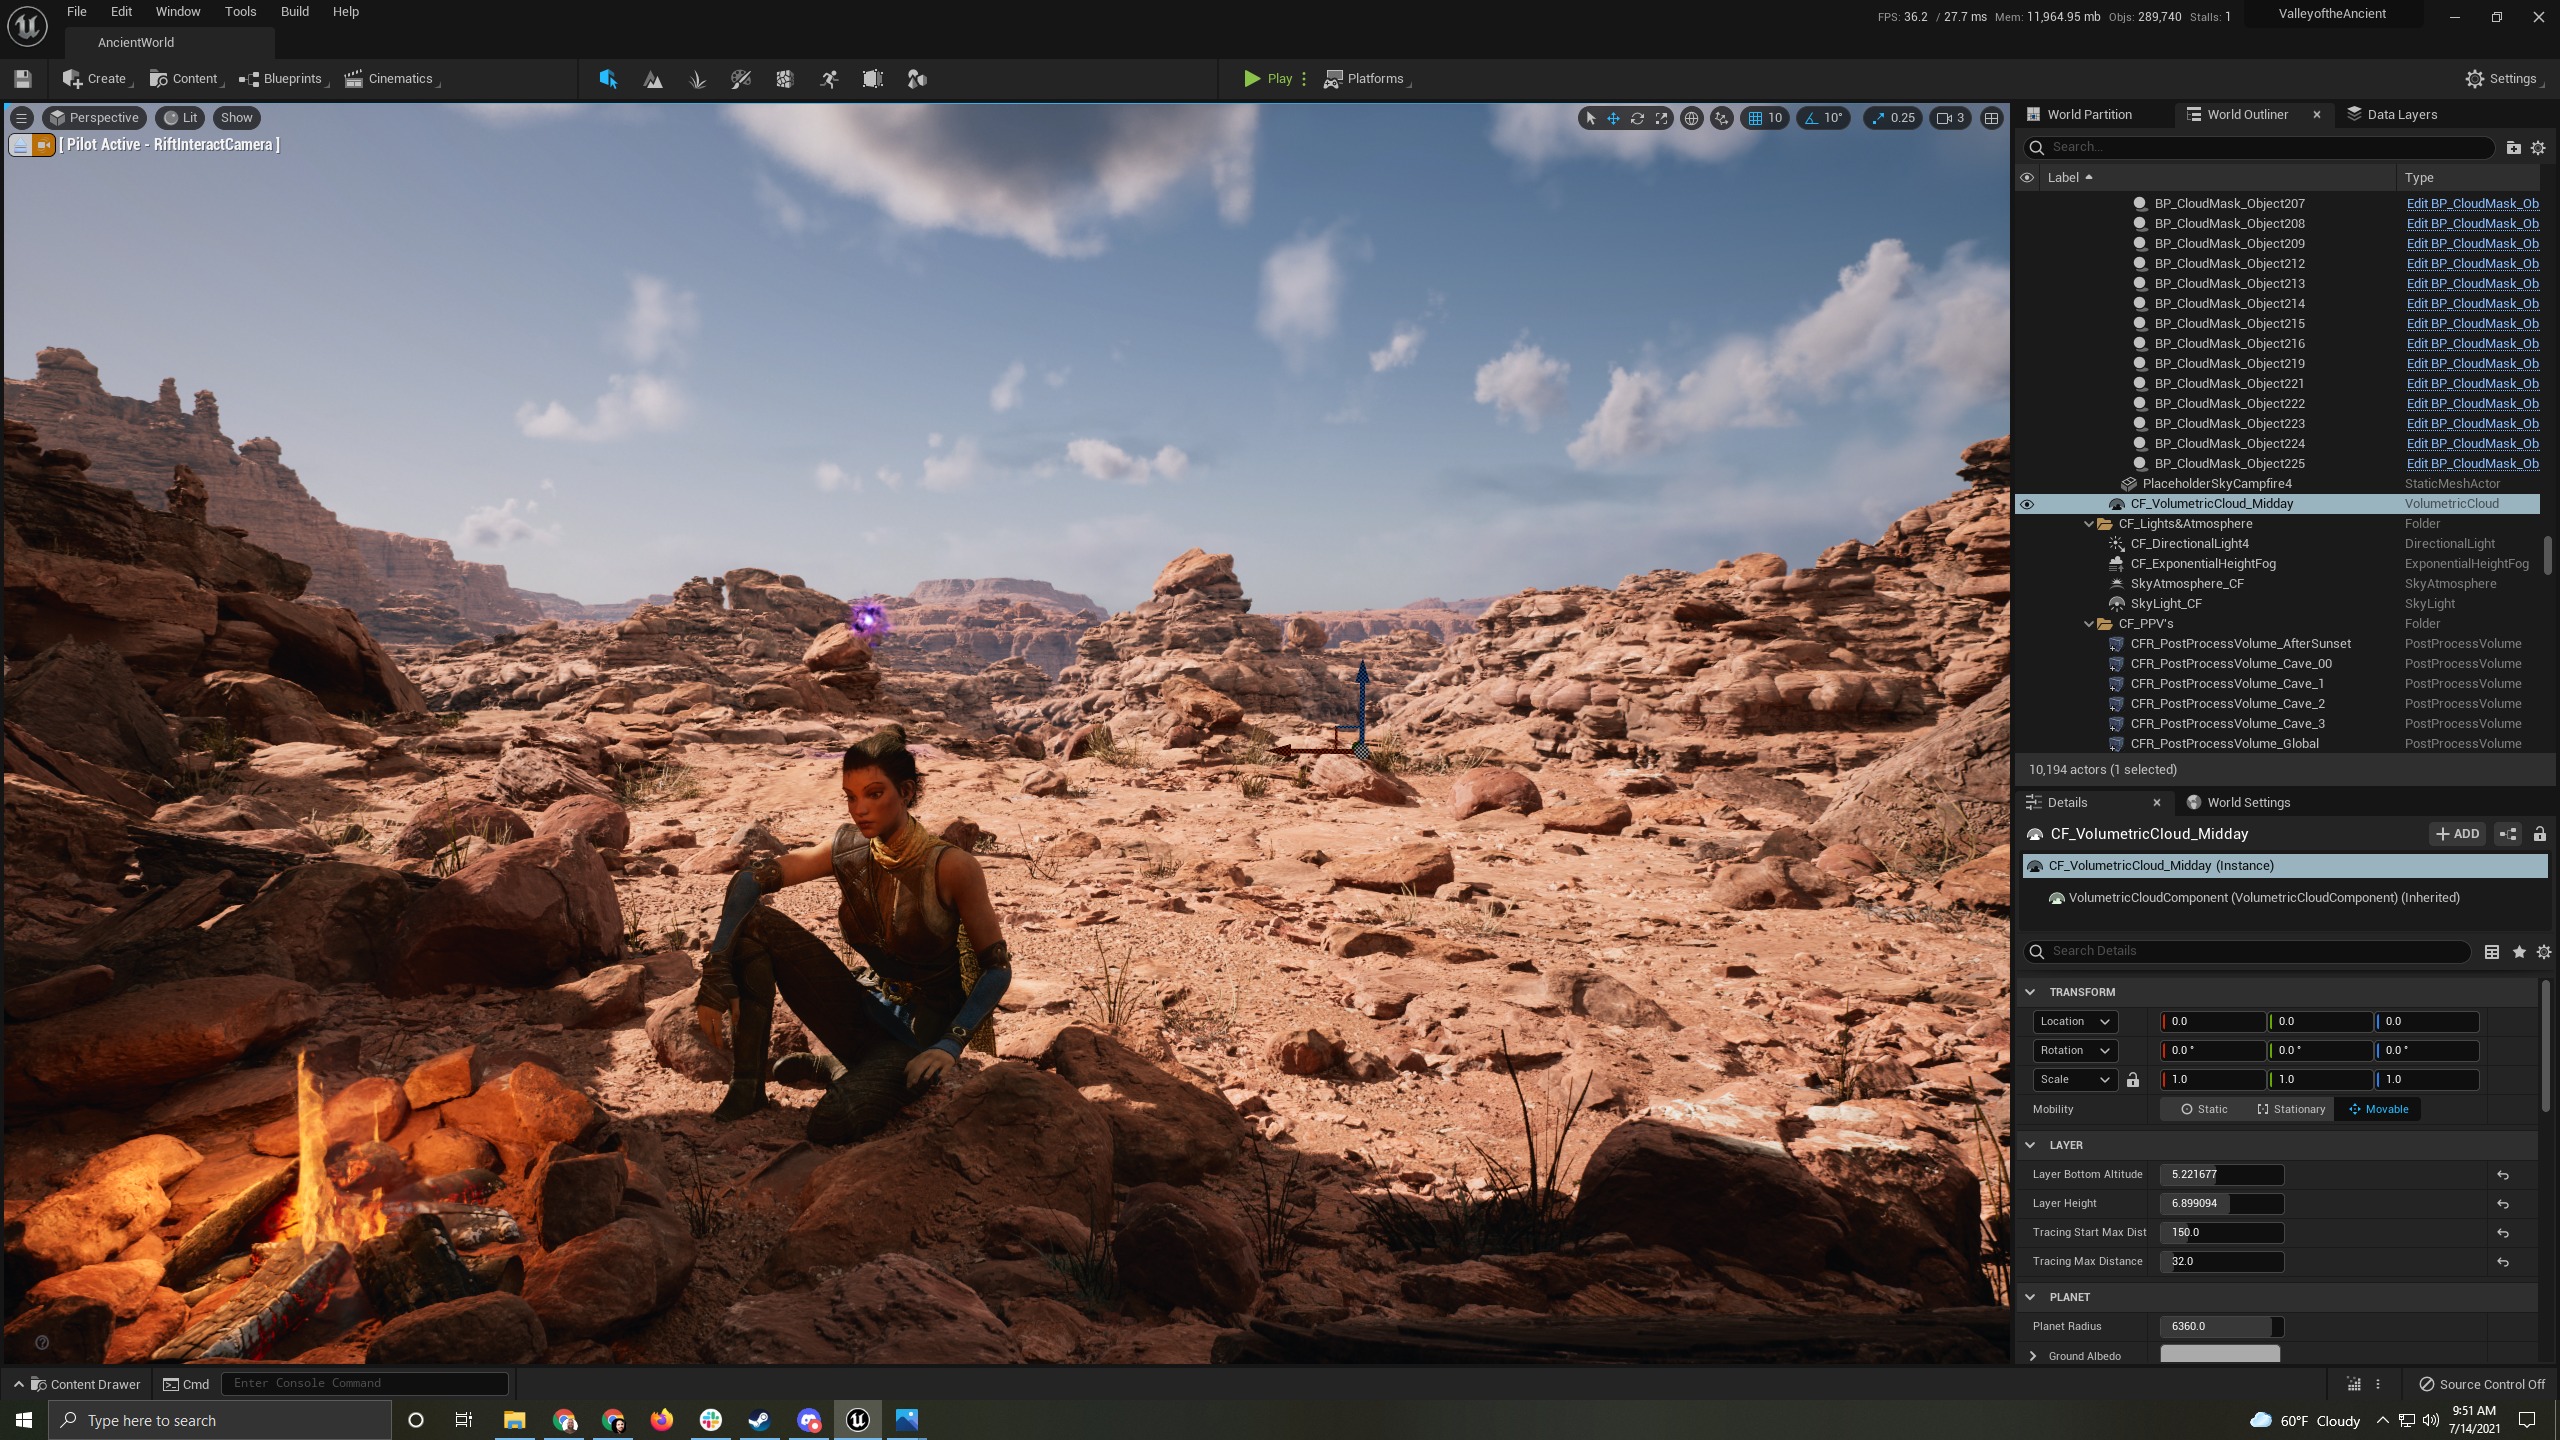 File Edit Window Tools Build Help
FPS: 36.2 / 27.7 ms Mem: 11,964.95 mb Objs: 289,740 Stalls: 1
ValleyoftheAncient
AncientWorld
Create Content Blueprints Cinematics
Play Platforms
Settings
Perspective Lit Show
10 10° 0.25 3
[ Pilot Active - RiftInteractCamera ]
World Partition World Outliner Data Layers
Search...
Label Type
BP_CloudMask_Object207 Edit BP_CloudMask_Ob
BP_CloudMask_Object208 Edit BP_CloudMask_Ob
BP_CloudMask_Object209 Edit BP_CloudMask_Ob
BP_CloudMask_Object212 Edit BP_CloudMask_Ob
BP_CloudMask_Object213 Edit BP_CloudMask_Ob
BP_CloudMask_Object214 Edit BP_CloudMask_Ob
BP_CloudMask_Object215 Edit BP_CloudMask_Ob
BP_CloudMask_Object216 Edit BP_CloudMask_Ob
BP_CloudMask_Object219 Edit BP_CloudMask_Ob
BP_CloudMask_Object221 Edit BP_CloudMask_Ob
BP_CloudMask_Object222 Edit BP_CloudMask_Ob
BP_CloudMask_Object223 Edit BP_CloudMask_Ob
BP_CloudMask_Object224 Edit BP_CloudMask_Ob
BP_CloudMask_Object225 Edit BP_CloudMask_Ob
PlaceholderSkyCampfire4 StaticMeshActor
CF_VolumetricCloud_Midday VolumetricCloud
CF_Lights&Atmosphere Folder
CF_DirectionalLight4 DirectionalLight
CF_ExponentialHeightFog ExponentialHeightFog
SkyAtmosphere_CF SkyAtmosphere
SkyLight_CF SkyLight
CF_PPV's Folder
CFR_PostProcessVolume_AfterSunset PostProcessVolume
CFR_PostProcessVolume_Cave_00 PostProcessVolume
CFR_PostProcessVolume_Cave_1 PostProcessVolume
CFR_PostProcessVolume_Cave_2 PostProcessVolume
CFR_PostProcessVolume_Cave_3 PostProcessVolume
CFR_PostProcessVolume_Global PostProcessVolume
10,194 actors (1 selected)
Details World Settings
CF_VolumetricCloud_Midday
ADD
CF_VolumetricCloud_Midday (Instance)
VolumetricCloudComponent (VolumetricCloudComponent) (Inherited)
Search Details
TRANSFORM
Location 0.0 0.0 0.0
Rotation 0.0 ° 0.0 ° 0.0 °
Scale 1.0 1.0 1.0
Mobility Static Stationary Movable
LAYER
Layer Bottom Altitude 5.221677
Layer Height 6.899094
Tracing Start Max Dist 150.0
Tracing Max Distance 32.0
PLANET
Planet Radius 6360.0
Ground Albedo
Content Drawer Cmd Enter Console Command
Source Control Off
Type here to search
60°F Cloudy
9:51 AM
7/14/2021